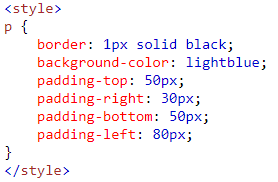 <style>
p {
    border: 1px solid black;
    background-color: lightblue;
    padding-top: 50px;
    padding-right: 30px;
    padding-bottom: 50px;
    padding-left: 80px;
}
</style>